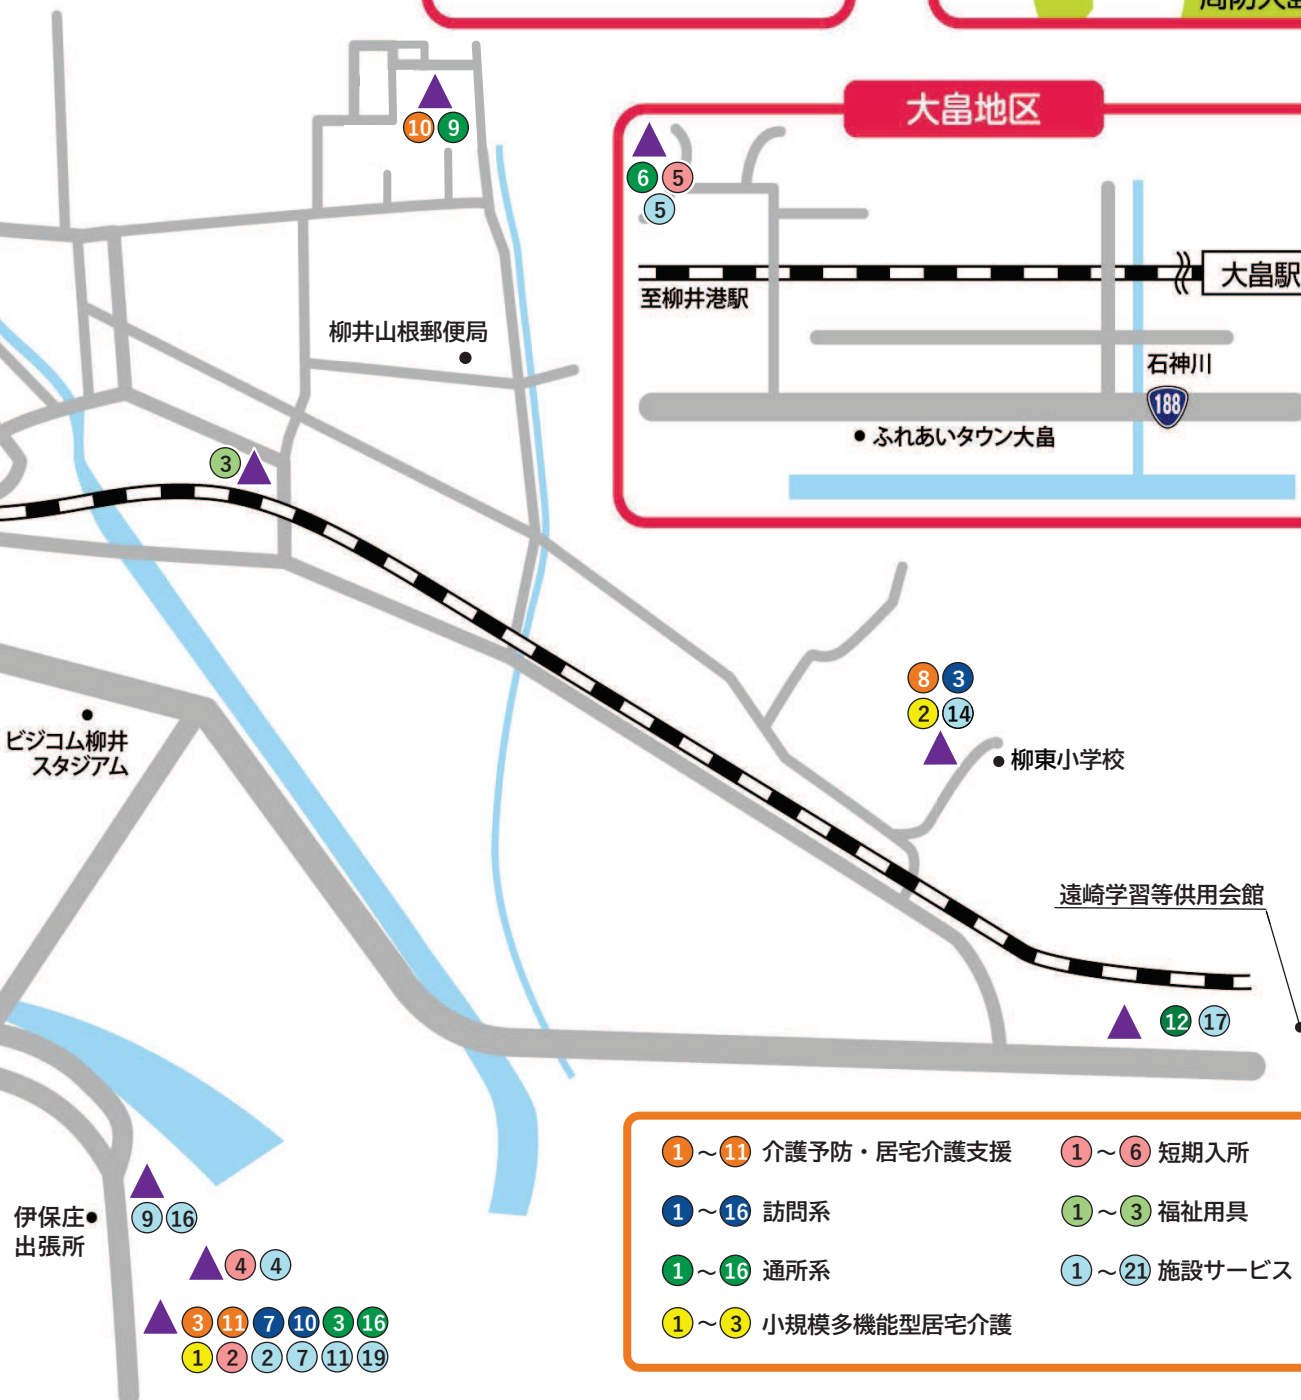 周防大島
大畠地区
10 9
6 5
5
大畠駅
至柳井港駅
柳井山根郵便局
石神川
188
ふれあいタウン大畠
3
8 3
2 14
ビジコム柳井
スタジアム
柳東小学校
遠崎学習等供用会館
12 17
伊保庄
出張所
9 16
4 4
3 11 7 10 3 16
1 2 2 7 11 19
1～11 介護予防・居宅介護支援
1～16 訪問系
1～16 通所系
1～3 小規模多機能型居宅介護
1～6 短期入所
1～3 福祉用具
1～21 施設サービス